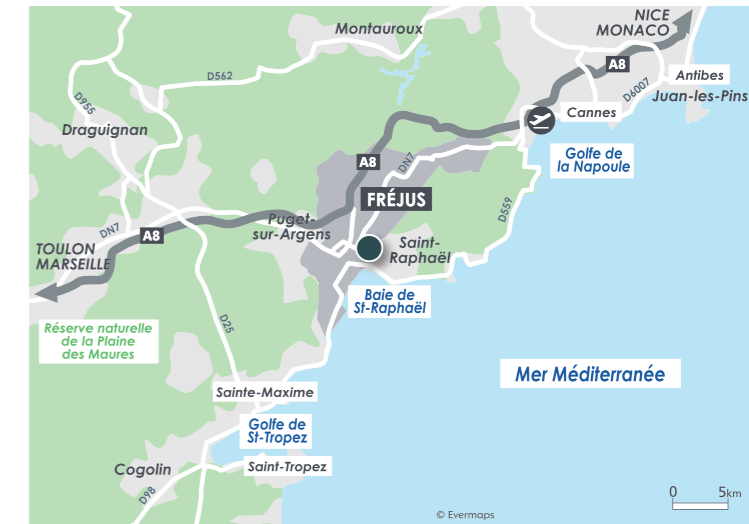 NICE
MONACO
Montauroux
A8
D562
Antibes
D6007
Juan-les-Pins
D955
Cannes
Draguignan
Golfe de
la Napoule
A8
DN7
FRÉJUS
D559
Puget-
sur-Argens
DN7
A8
Saint-
Raphaël
TOULON
MARSEILLE
Baie de
St-Raphaël
Réserve naturelle
de la Plaine
des Maures
D25
Mer Méditerranée
Sainte-Maxime
Golfe de
St-Tropez
Cogolin
Saint-Tropez
D98
0 5km
© Evermaps